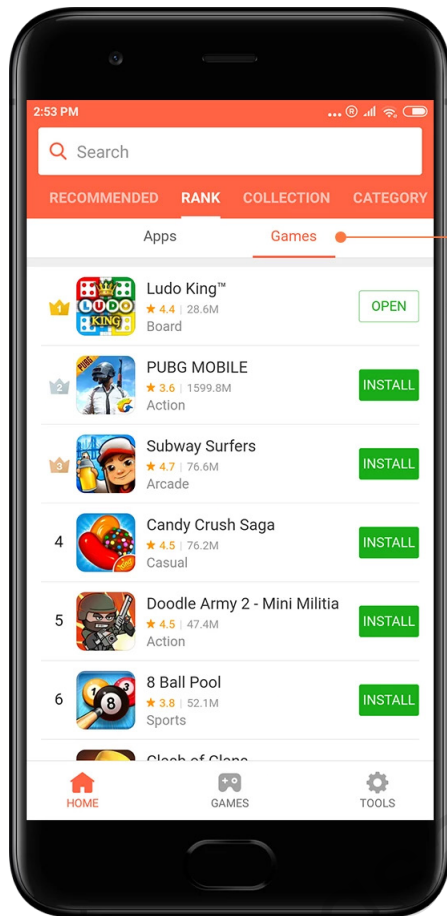 2:53 PM
Search
RECOMMENDED RANK COLLECTION CATEGORY
Apps Games
1
LUDO
KING
Ludo King™
★ 4.4 | 28.6M
Board
OPEN
2
PUBG
PUBG MOBILE
★ 3.6 | 1599.8M
Action
INSTALL
3
Subway Surfers
★ 4.7 | 76.6M
Arcade
INSTALL
4
Candy Crush Saga
★ 4.5 | 76.2M
Casual
INSTALL
5
Doodle Army 2 - Mini Militia
★ 4.5 | 47.4M
Action
INSTALL
6
8 Ball Pool
★ 3.8 | 52.1M
Sports
INSTALL
Clash of Clans
HOME GAMES TOOLS